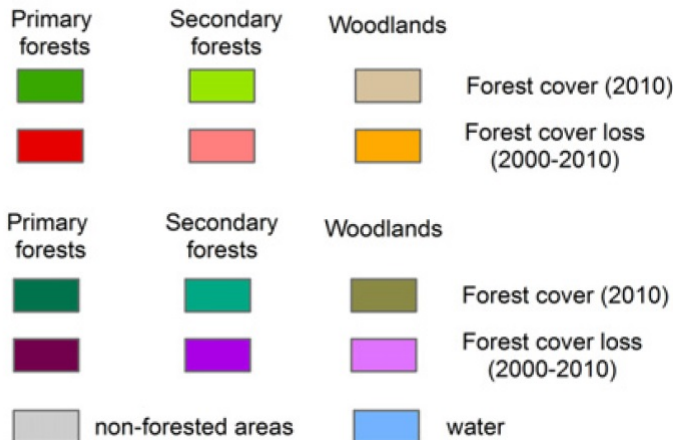 Primary forests
Secondary forests
Woodlands
Forest cover (2010)
Forest cover loss
(2000-2010)
Primary forests
Secondary forests
Woodlands
Forest cover (2010)
Forest cover loss
(2000-2010)
non-forested areas
water